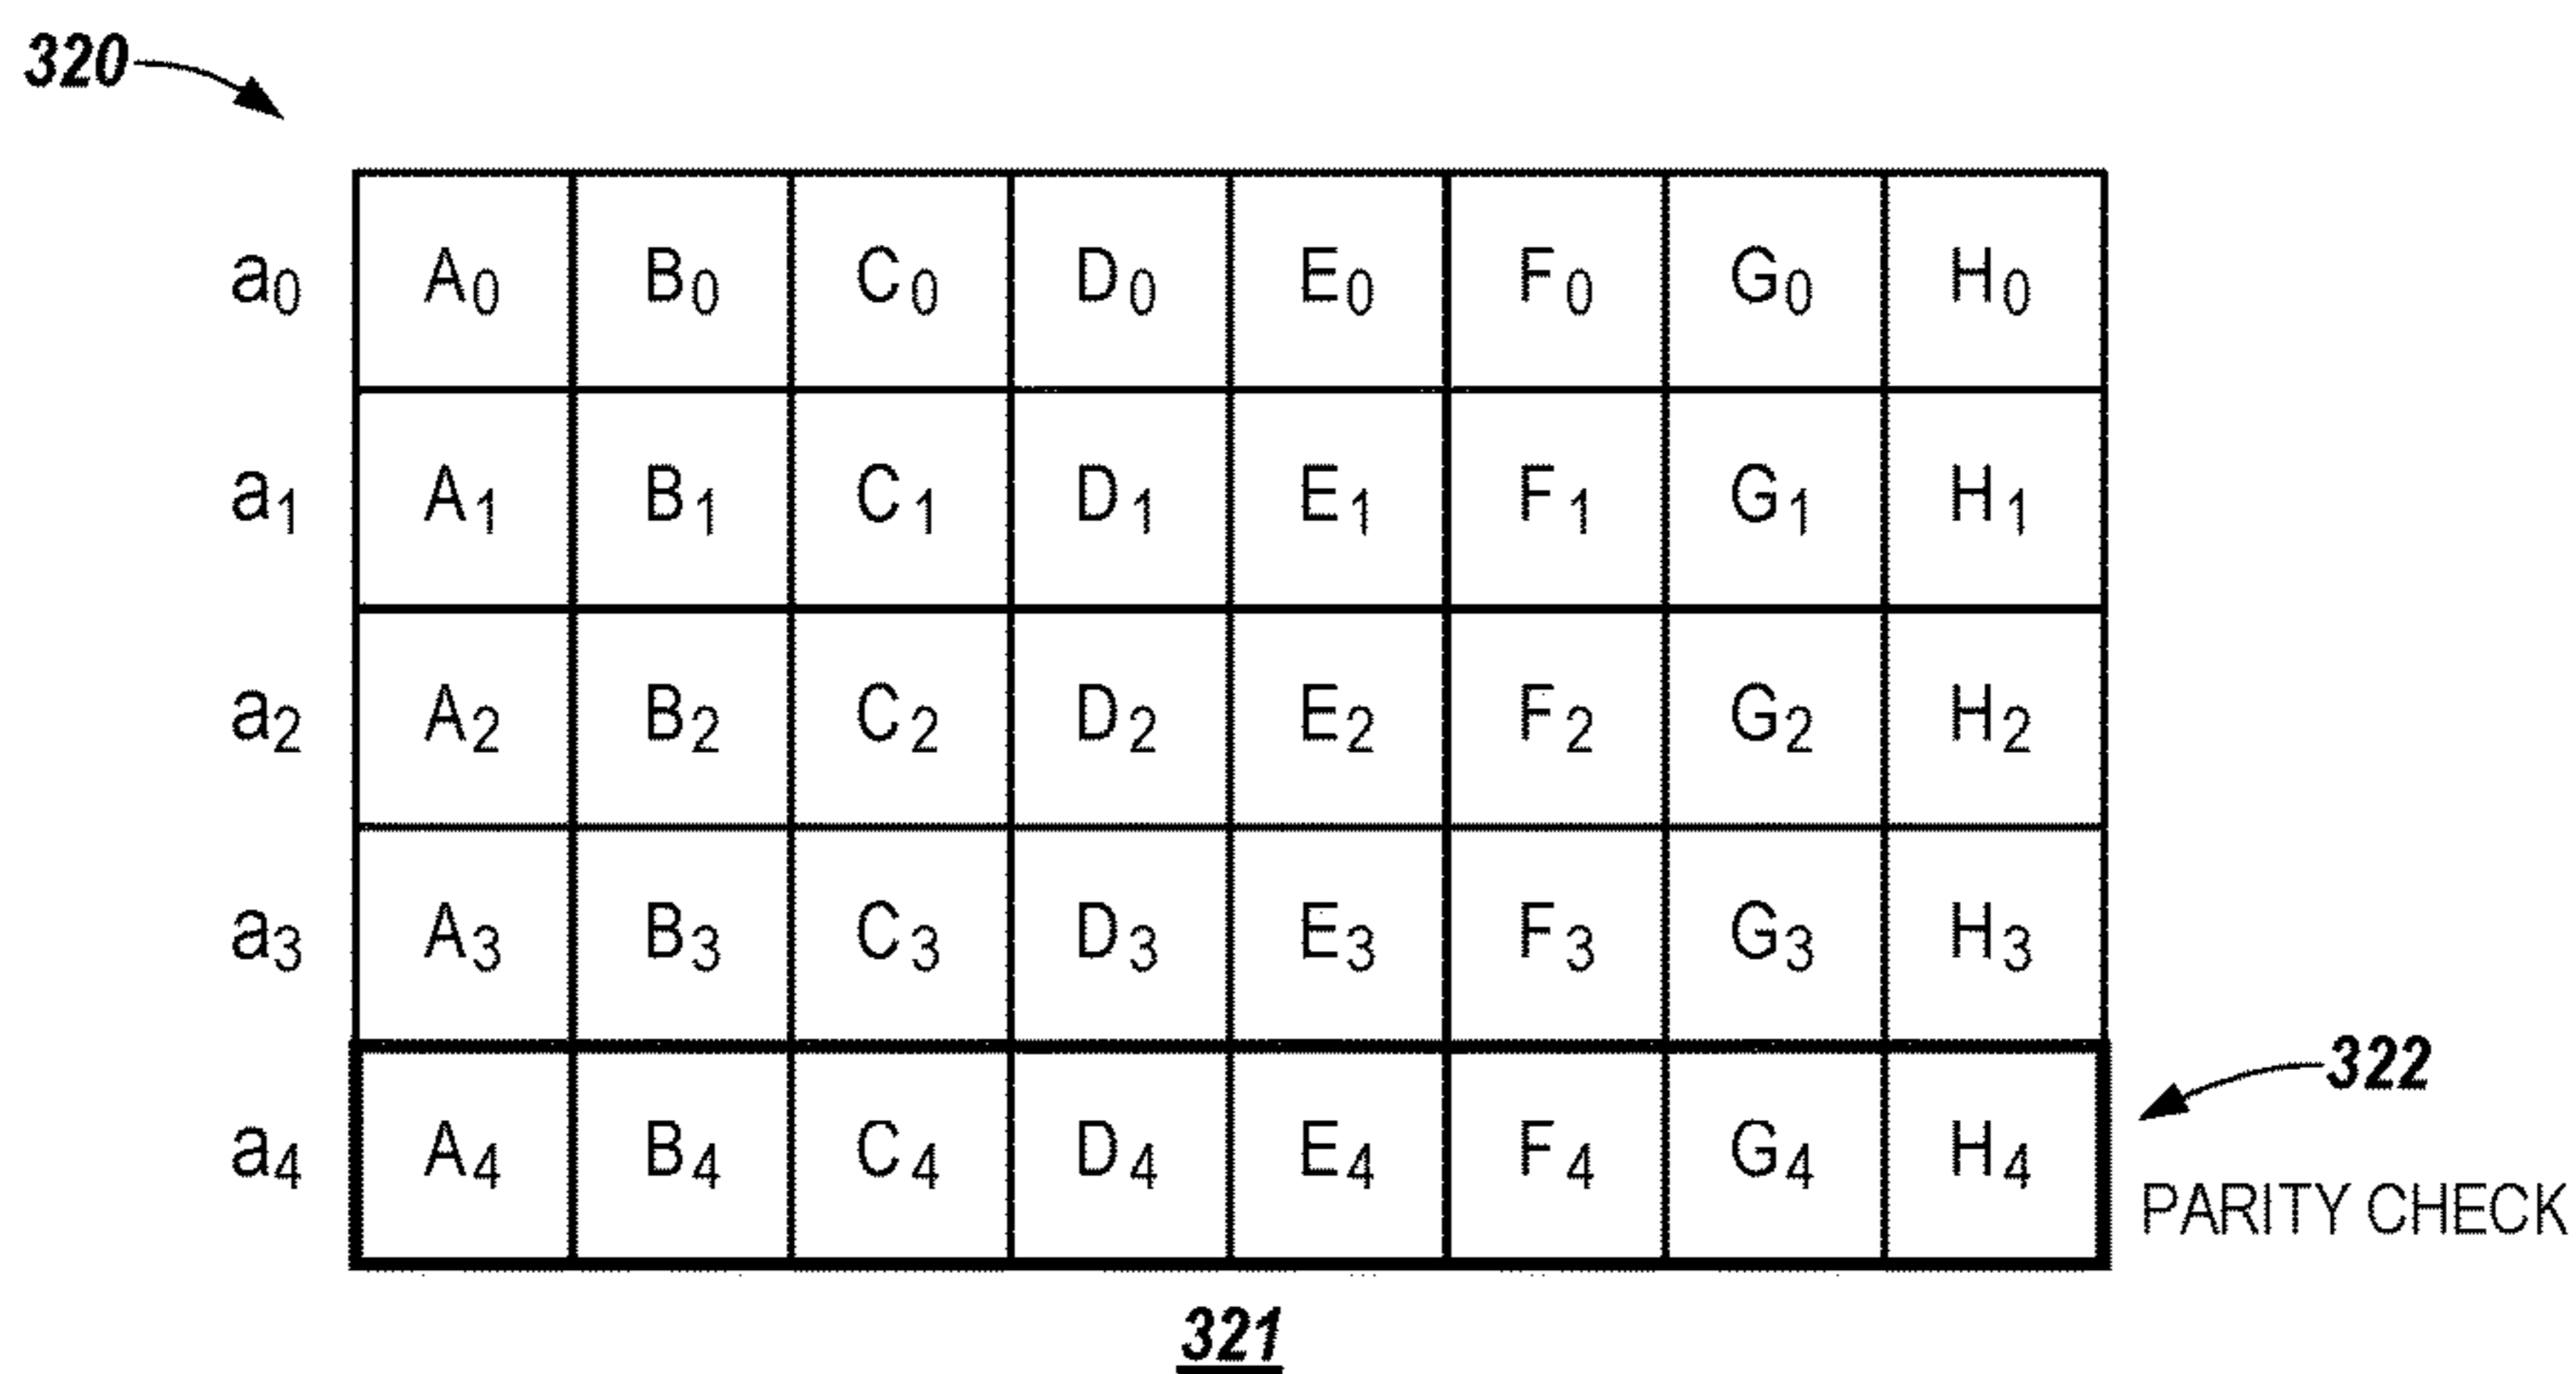 320
a₀ A₀ B₀ C₀ D₀ E₀ F₀ G₀ H₀
a₁ A₁ B₁ C₁ D₁ E₁ F₁ G₁ H₁
a₂ A₂ B₂ C₂ D₂ E₂ F₂ G₂ H₂
a₃ A₃ B₃ C₃ D₃ E₃ F₃ G₃ H₃
322
a₄ A₄ B₄ C₄ D₄ E₄ F₄ G₄ H₄
PARITY CHECK
321